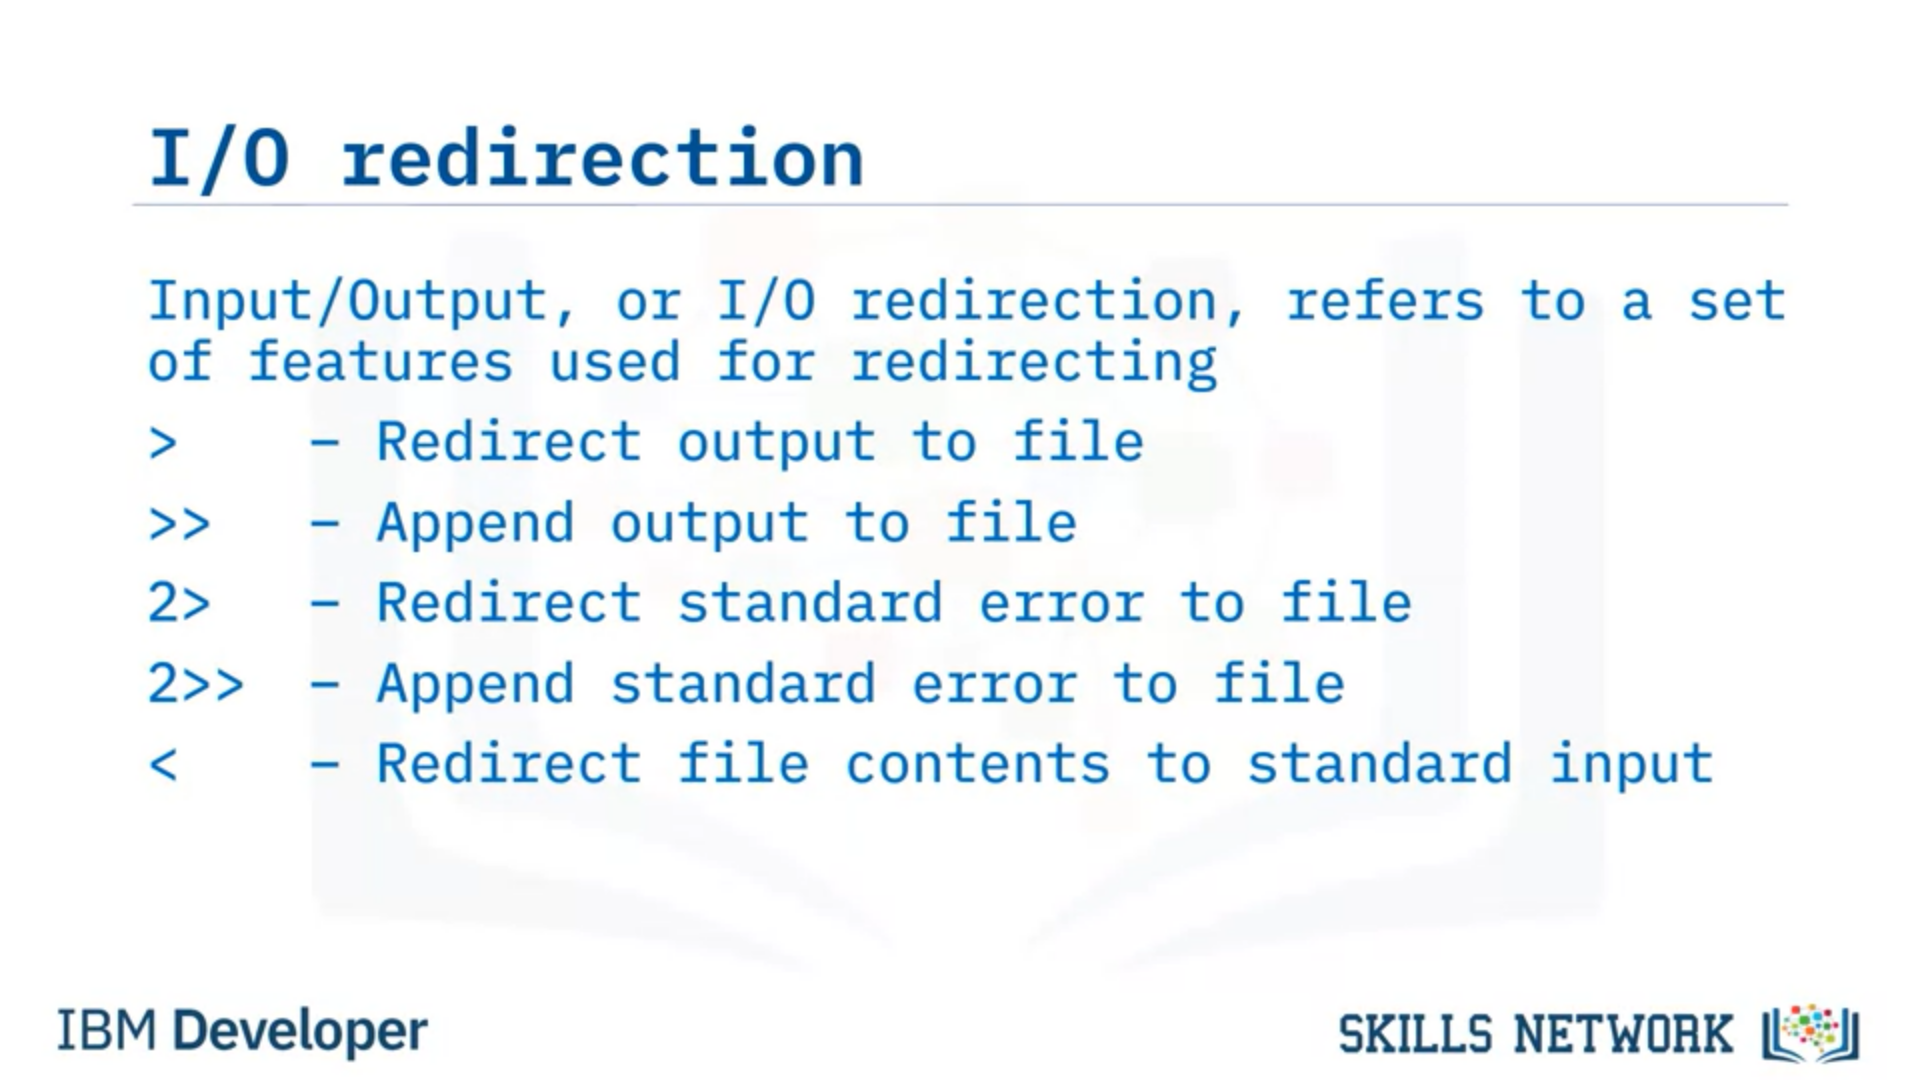 I/O redirection
Input/Output, or I/O redirection, refers to a set
of features used for redirecting
> – Redirect output to file
>> – Append output to file
2> – Redirect standard error to file
2>> – Append standard error to file
< – Redirect file contents to standard input
IBM Developer
SKILLS NETWORK